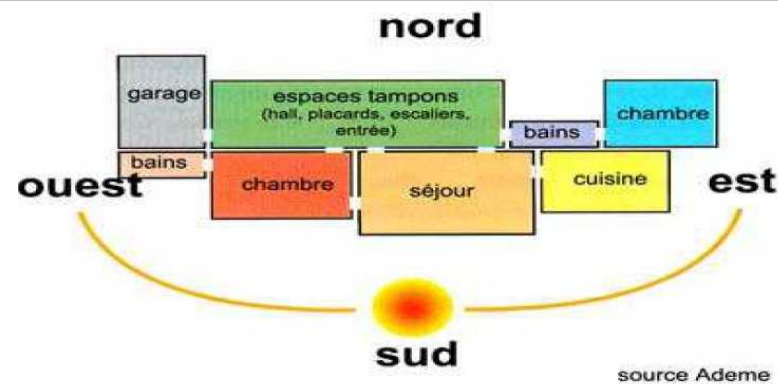 nord
garage
espaces tampons
(hall, placards, escaliers,
entrée)
bains
chambre
bains
chambre
séjour
cuisine
ouest
est
sud
source Ademe